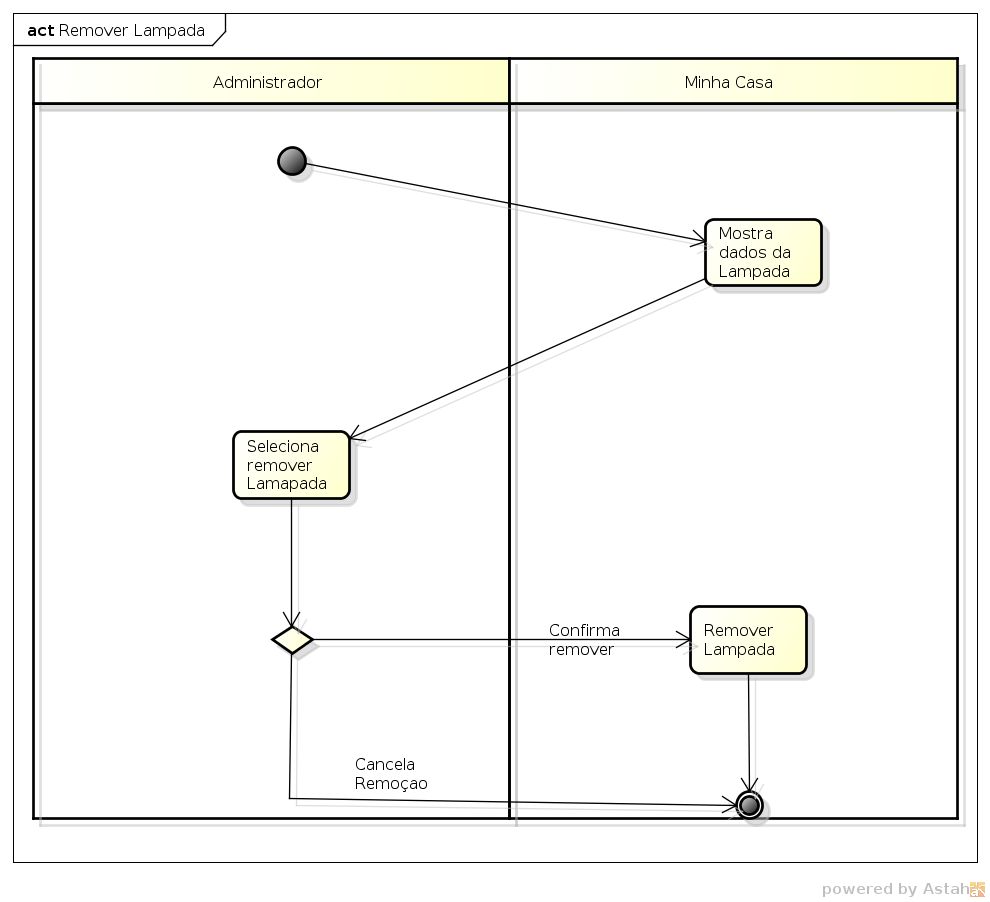 act Remover Lampada
Administrador
Minha Casa
Mostra
dados da
Lampada
Seleciona
remover
Lamapada
Confirma
remover
Remover
Lampada
Cancela
Remoçao
powered by Astah